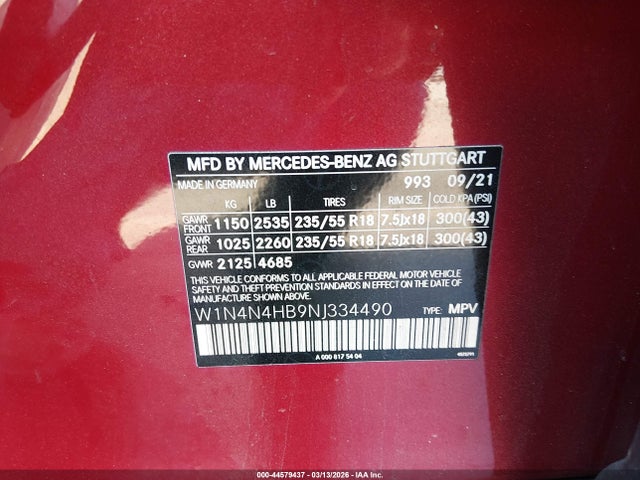 MFD BY MERCEDES-BENZ AG STUTTGART
MADE IN GERMANY 993 09/21
KG LB TIRES RIM SIZE COLD KPA(PSI)
GAWR FRONT 1150 2535 235/55 R18 7.5Jx18 300(43)
GAWR REAR 1025 2260 235/55 R18 7.5Jx18 300(43)
GVWR 2125 4685
THIS VEHICLE CONFORMS TO ALL APPLICABLE FEDERAL MOTOR VEHICLE
SAFETY AND THEFT PREVENTION STANDARDS IN EFFECT ON THE DATE OF
MANUFACTURE SHOWN ABOVE.
W1N4N4HB9NJ334490 TYPE: MPV
A 000 817 54 04
000-44579437 | 03/13/2026 | IAA Inc.